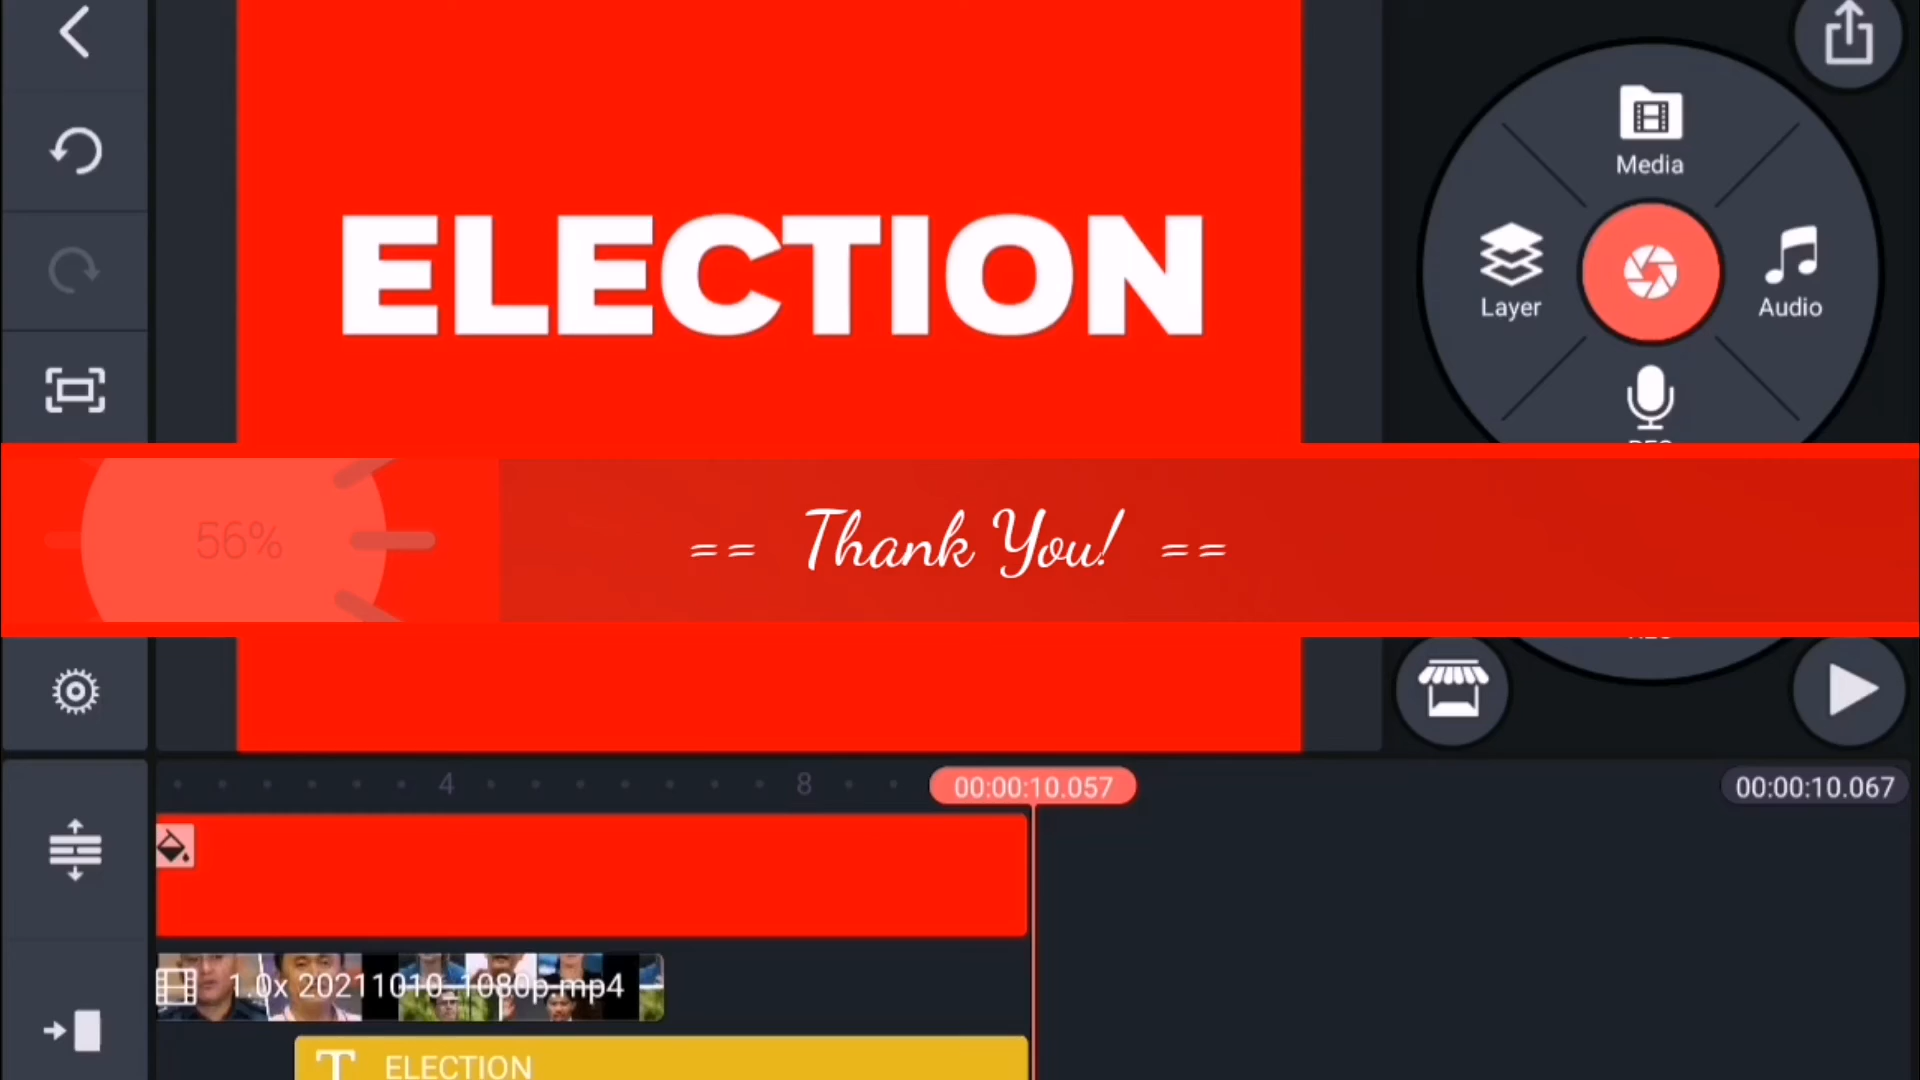 ELECTION
Media
Layer
Audio
56%
== Thank You! ==
4
8
00:00:10.057
00:00:10.067
1.0x 20211010_1080p.mp4
T ELECTION